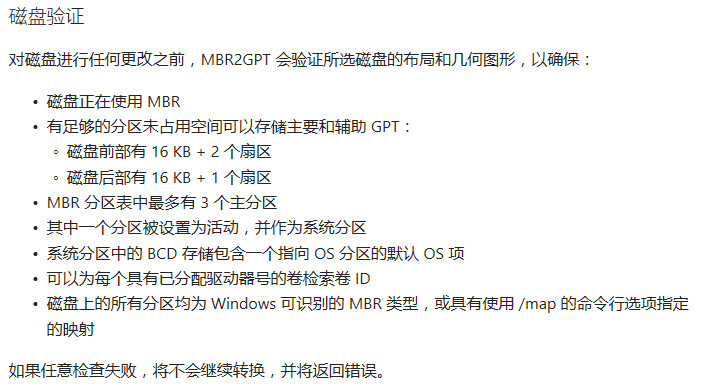 磁盘验证
对磁盘进行任何更改之前，MBR2GPT 会验证所选磁盘的布局和几何图形，以确保：
• 磁盘正在使用 MBR
• 有足够的分区未占用空间可以存储主要和辅助 GPT：
◦ 磁盘前部有 16 KB + 2 个扇区
◦ 磁盘后部有 16 KB + 1 个扇区
• MBR 分区表中最多有 3 个主分区
• 其中一个分区被设置为活动，并作为系统分区
• 系统分区中的 BCD 存储包含一个指向 OS 分区的默认 OS 项
• 可以为每个具有已分配驱动器号的卷检索卷 ID
• 磁盘上的所有分区均为 Windows 可识别的 MBR 类型，或具有使用 /map 的命令行选项指定
的映射
如果任意检查失败，将不会继续转换，并将返回错误。